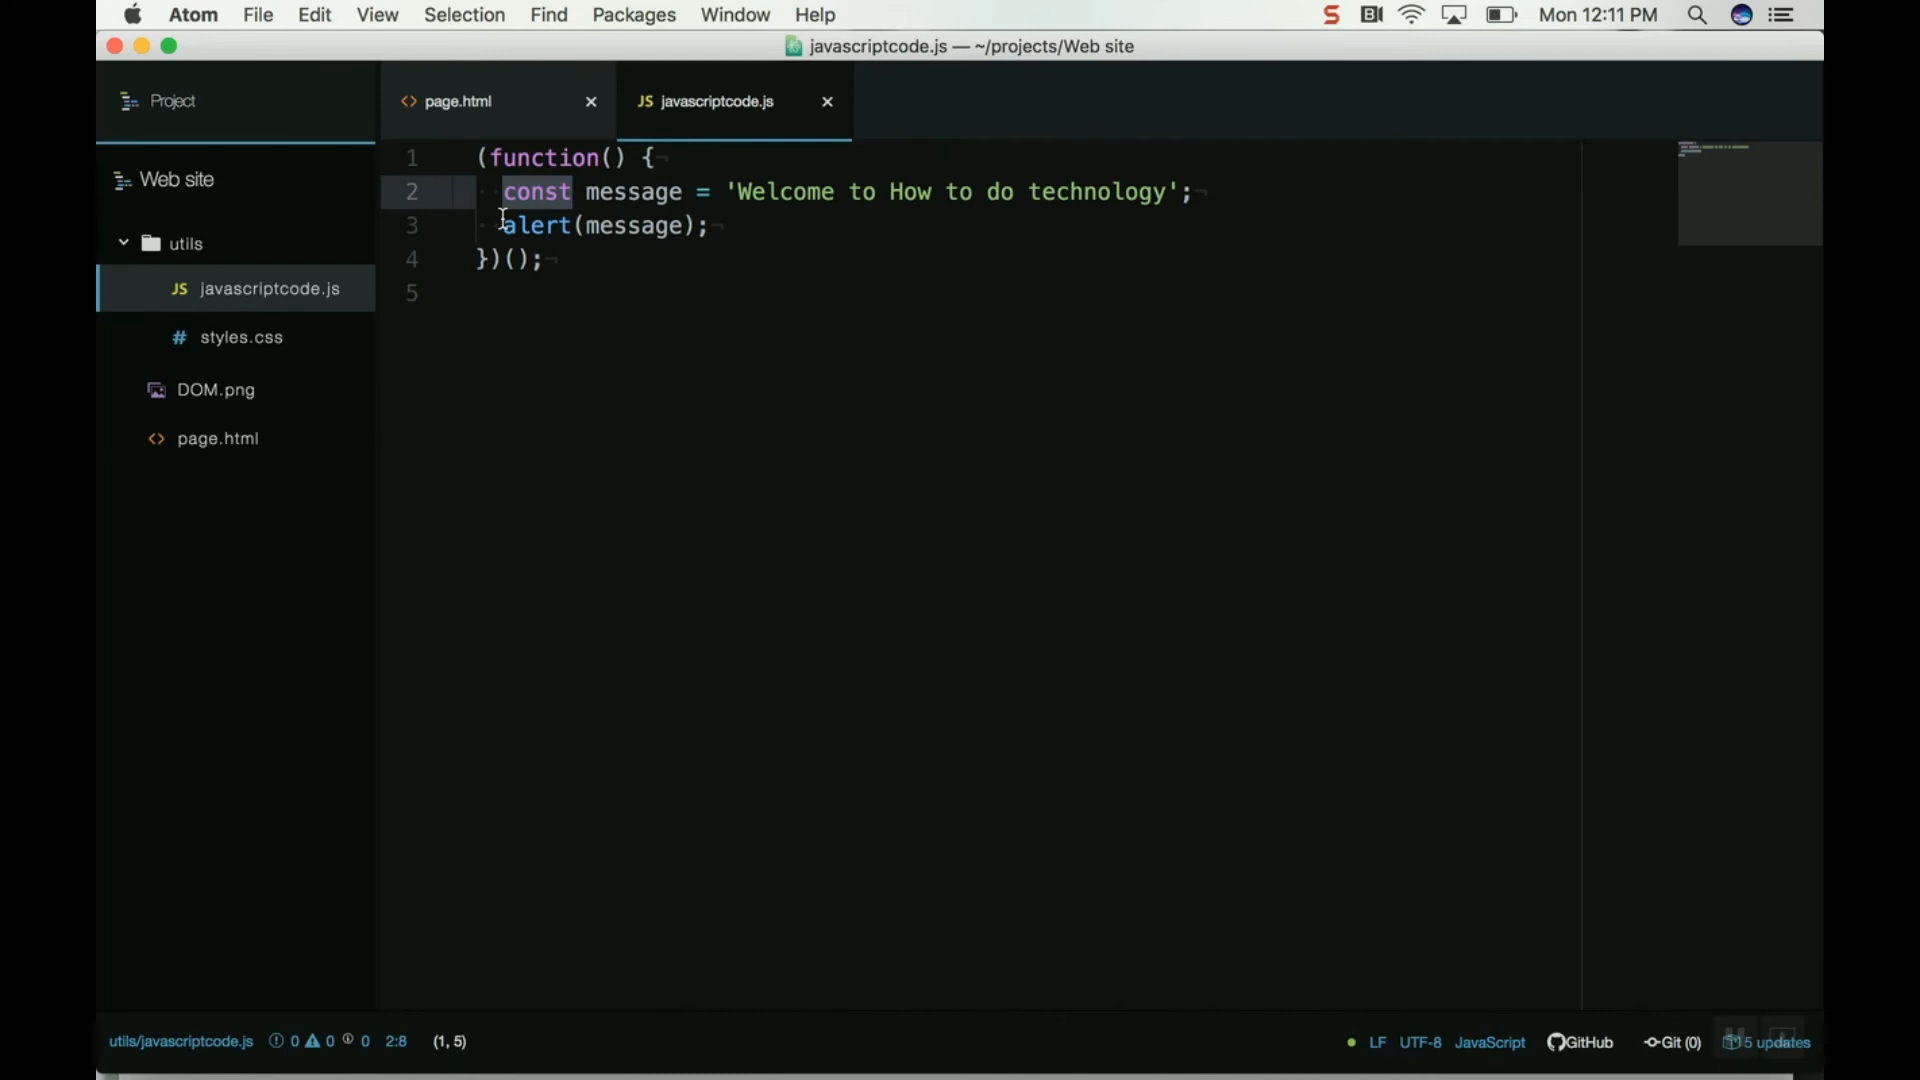 Atom File Edit View Selection Find Packages Window Help S Mon 12:11 PM
javascriptcode.js — ~/projects/Web site
Project
page.html
JS javascriptcode.js
Web site
utils
JS javascriptcode.js
# styles.css
DOM.png
<> page.html
1 (function() {
2 const message = 'Welcome to How to do technology';
3 alert(message);
4 })();
5
utils/javascriptcode.js 0 0 0 2:8 (1, 5) LF UTF-8 JavaScript GitHub Git (0) 5 updates